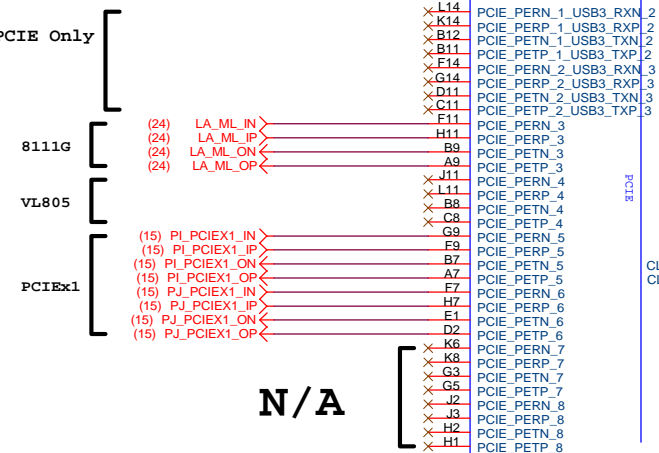 L14 PCIE_PERN_1_USB3_RXN_2
K14 PCIE_PERP_1_USB3_RXP_2
PCIE Only B12 PCIE_PETN_1_USB3_TXN_2
B11 PCIE_PETP_1_USB3_TXP_2
F14 PCIE_PERN_2_USB3_RXN_3
G14 PCIE_PERP_2_USB3_RXP_3
D11 PCIE_PETN_2_USB3_TXN_3
C11 PCIE_PETP_2_USB3_TXP_3
(24) LA_ML_IN F11 PCIE_PERN_3
(24) LA_ML_IP H11 PCIE_PERP_3
8111G (24) LA_ML_ON B9 PCIE_PETN_3
(24) LA_ML_OP A9 PCIE_PETP_3
J11 PCIE_PERN_4
L11 PCIE_PERP_4 PCIE
VL805 B8 PCIE_PETN_4
C8 PCIE_PETP_4
(15) PI_PCIEX1_IN G9 PCIE_PERN_5
(15) PI_PCIEX1_IP F9 PCIE_PERP_5
(15) PI_PCIEX1_ON B7 PCIE_PETN_5 CL
(15) PI_PCIEX1_OP A7 PCIE_PETP_5 CL
PCIEx1 (15) PJ_PCIEX1_IN F7 PCIE_PERN_6
(15) PJ_PCIEX1_IP H7 PCIE_PERP_6
(15) PJ_PCIEX1_ON E1 PCIE_PETN_6
(15) PJ_PCIEX1_OP D2 PCIE_PETP_6
K6 PCIE_PERN_7
K8 PCIE_PERP_7
G3 PCIE_PETN_7
G5 PCIE_PETP_7
N/A J2 PCIE_PERN_8
J3 PCIE_PERP_8
H2 PCIE_PETN_8
H1 PCIE_PETP_8